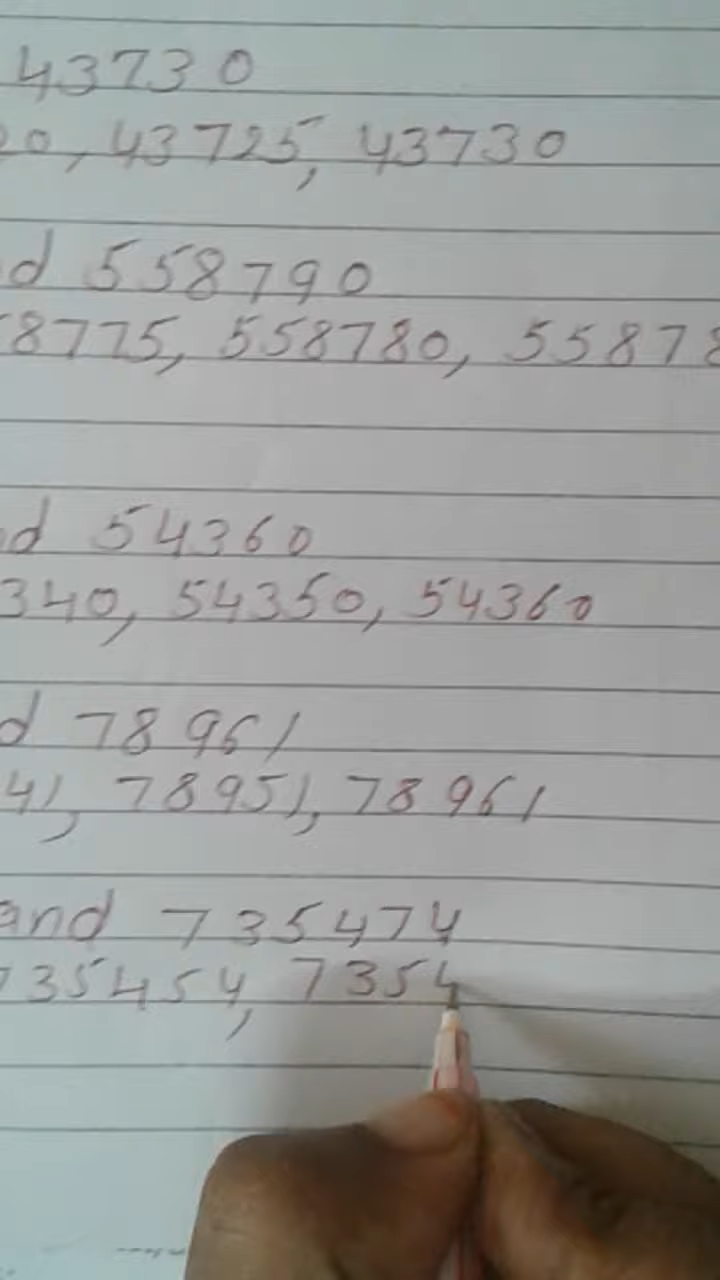 43730
20, 43725, 43730
d 558790
8775, 558780, 55878
d 54360
340, 54350, 54360
d 78961
41, 78951, 78961
and 735474
735454, 7354